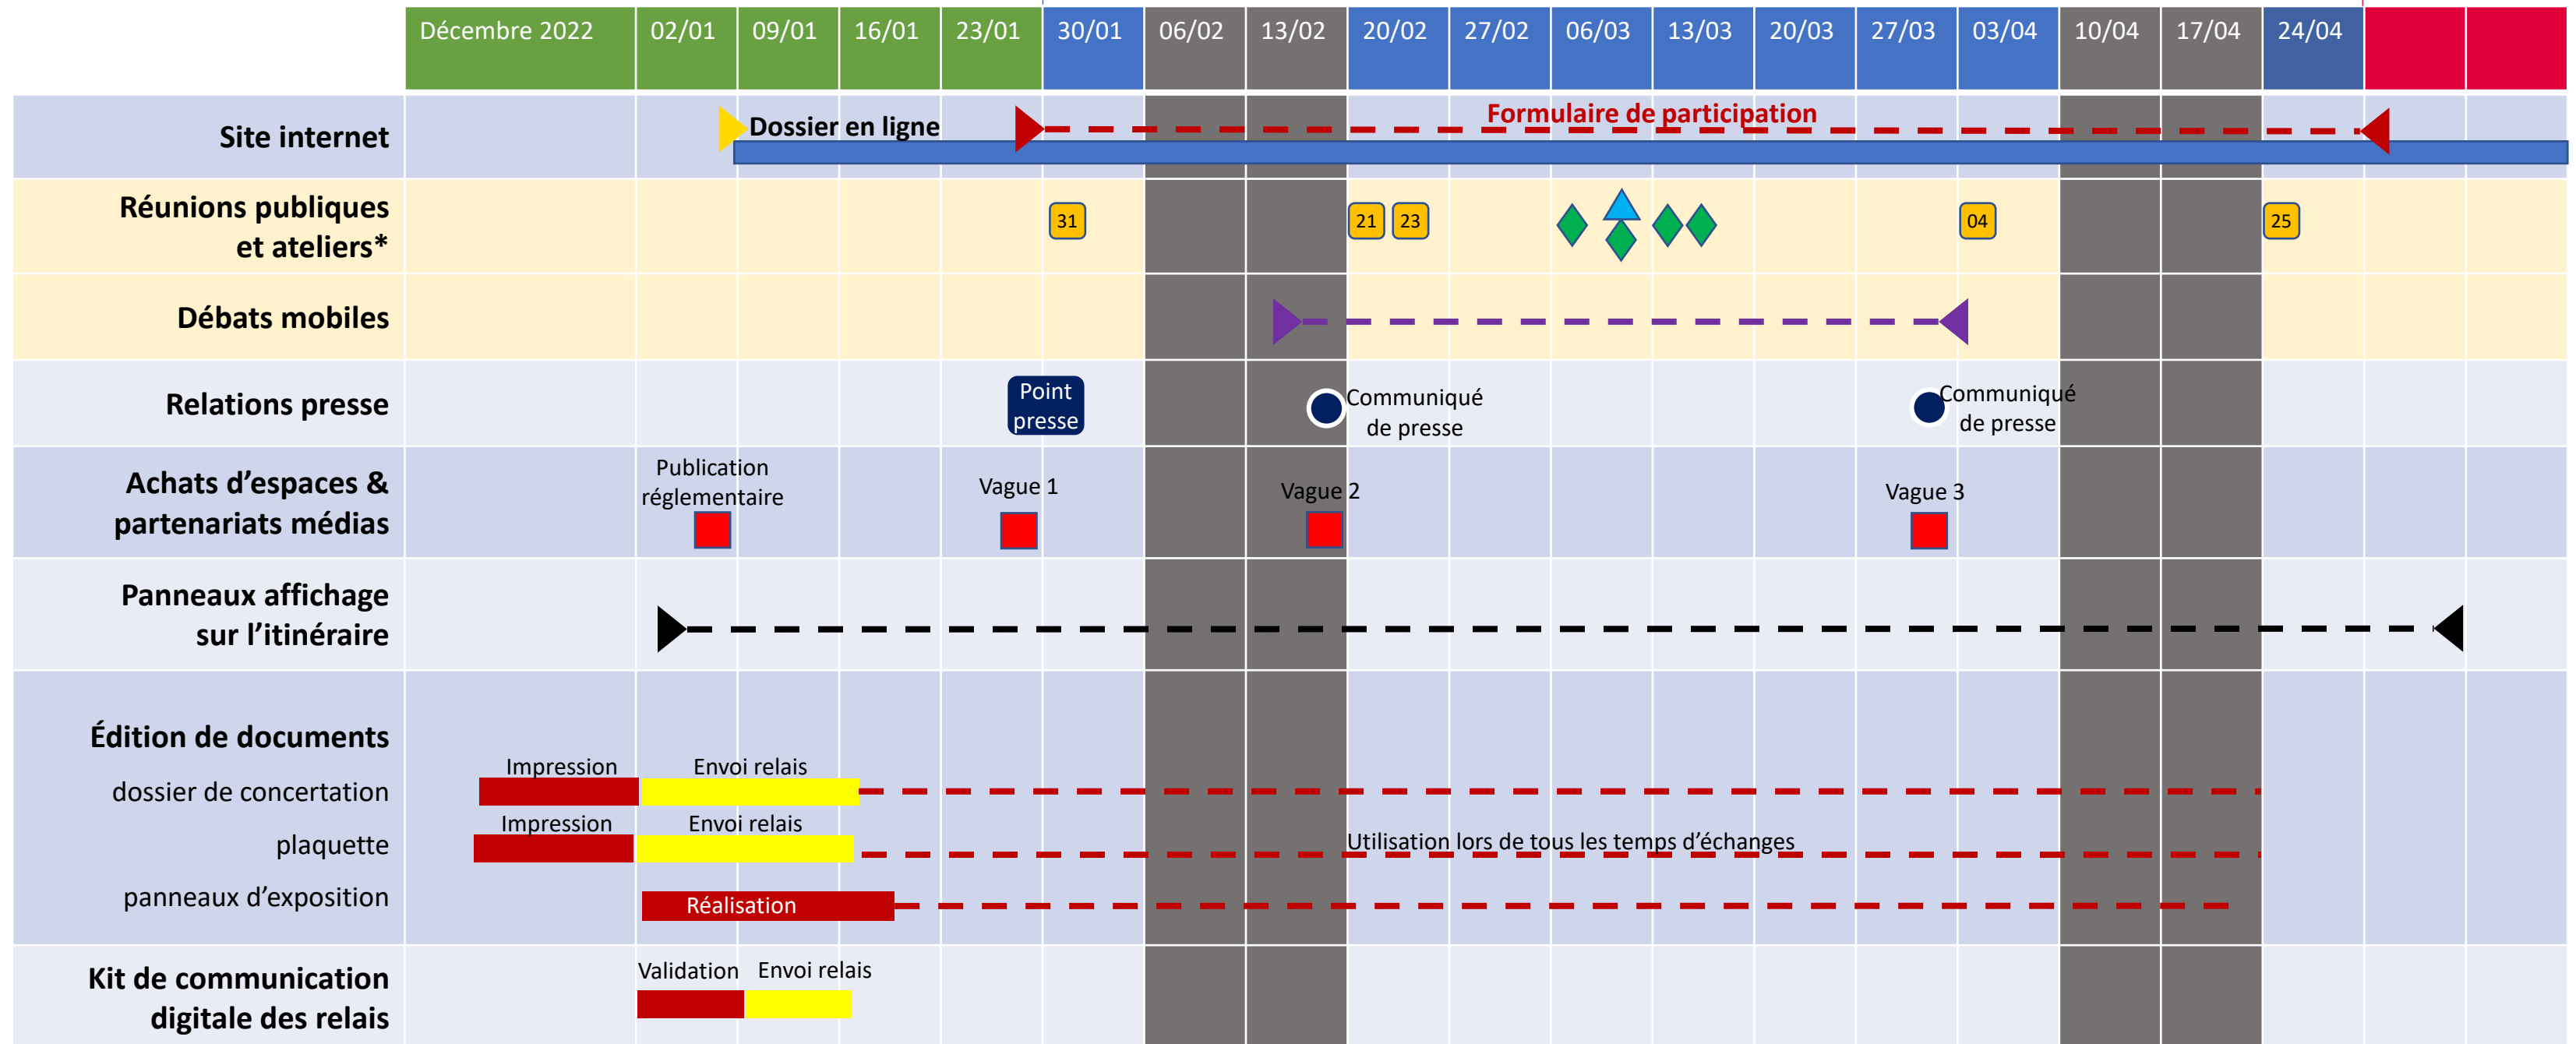 Décembre 2022 02/01 09/01 16/01 23/01 30/01 06/02 13/02 20/02 27/02 06/03 13/03 20/03 27/03 03/04 10/04 17/04 24/04
Site internet
Dossier en ligne
Formulaire de participation
Réunions publiques
et ateliers*
31 21 23 04 25
Débats mobiles
Relations presse
Point
presse
Communiqué
de presse
Communiqué
de presse
Achats d’espaces &
partenariats médias
Publication
réglementaire
Vague 1
Vague 2
Vague 3
Panneaux affichage
sur l’itinéraire
Édition de documents
Impression Envoi relais
dossier de concertation
Impression Envoi relais
plaquette
Utilisation lors de tous les temps d’échanges
panneaux d’exposition
Réalisation
Kit de communication
digitale des relais
Validation Envoi relais